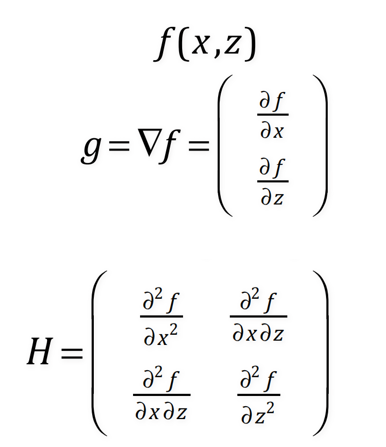 f(x,z)
g=∇f=(
∂f
∂x
∂f
∂z
)
H=(
∂²f
∂x²
∂²f
∂x∂z
∂²f
∂x∂z
∂²f
∂z²
)